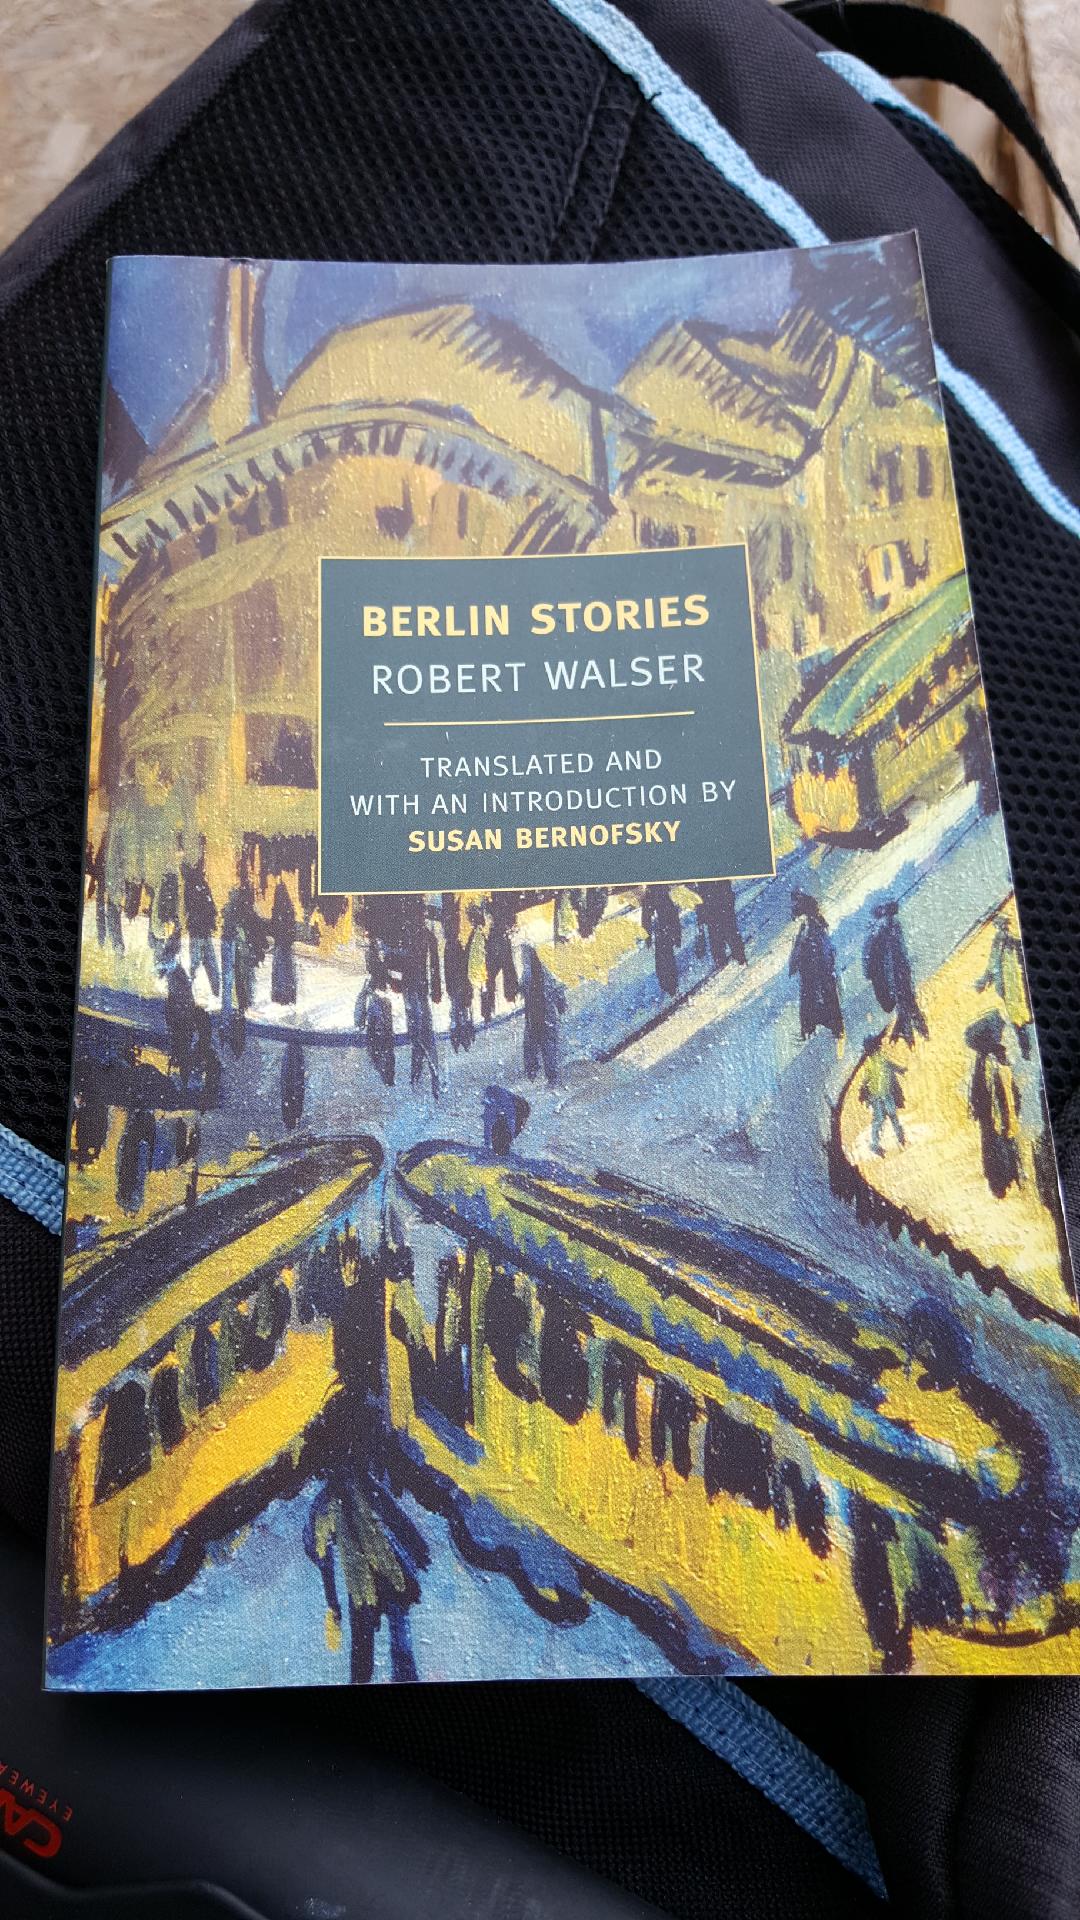 BERLIN STORIES
ROBERT WALSER
TRANSLATED AND
WITH AN INTRODUCTION BY
SUSAN BERNOFSKY